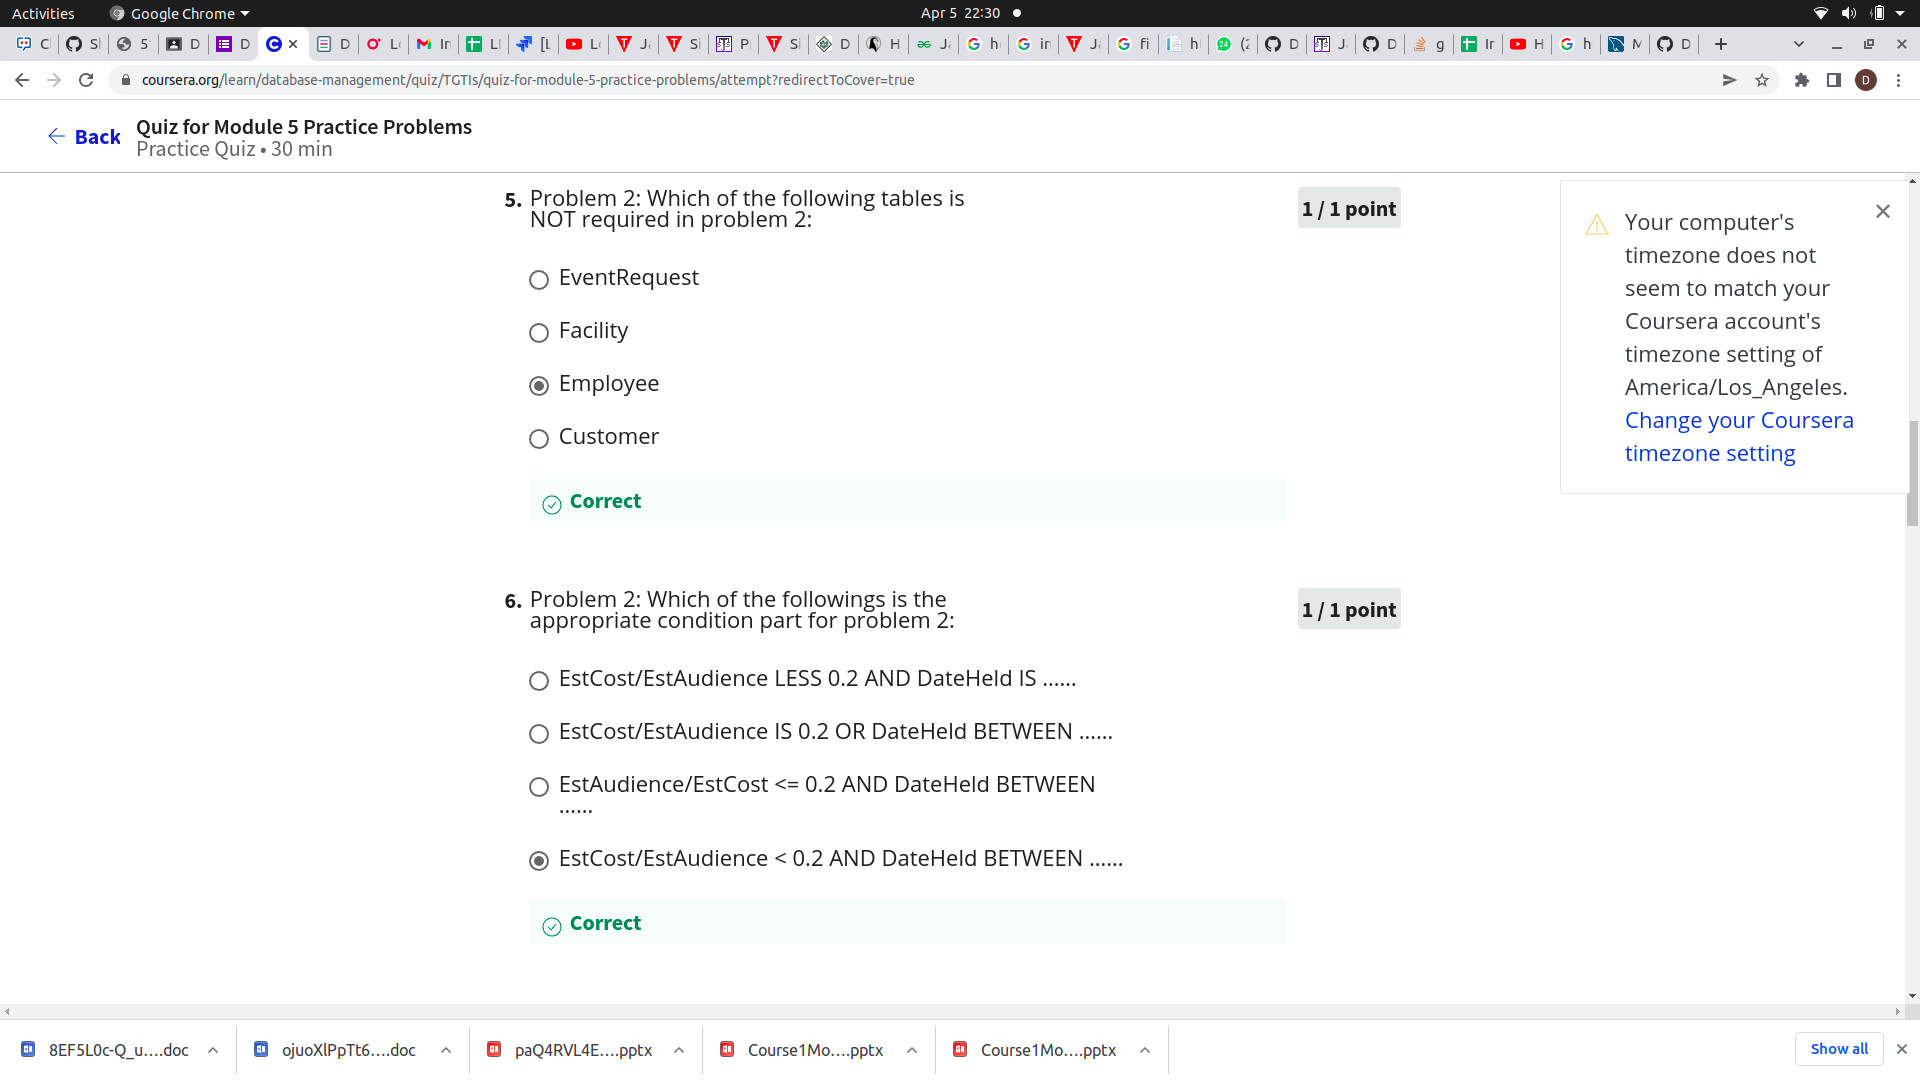 Activities
Google Chrome
Apr 5 22:30
coursera.org/learn/database-management/quiz/TGTIs/quiz-for-module-5-practice-problems/attempt?redirectToCover=true
D
Back
Quiz for Module 5 Practice Problems
Practice Quiz • 30 min
5. Problem 2: Which of the following tables is
NOT required in problem 2:
1 / 1 point
EventRequest
Facility
Employee
Customer
Correct
6. Problem 2: Which of the followings is the
appropriate condition part for problem 2:
1 / 1 point
EstCost/EstAudience LESS 0.2 AND DateHeld IS ……
EstCost/EstAudience IS 0.2 OR DateHeld BETWEEN ……
EstAudience/EstCost <= 0.2 AND DateHeld BETWEEN
……
EstCost/EstAudience < 0.2 AND DateHeld BETWEEN ……
Correct
Your computer's
timezone does not
seem to match your
Coursera account's
timezone setting of
America/Los_Angeles.
Change your Coursera
timezone setting
8EF5L0c-Q_u....doc
ojuoXlPpTt6....doc
paQ4RVL4E....pptx
Course1Mo....pptx
Course1Mo....pptx
Show all